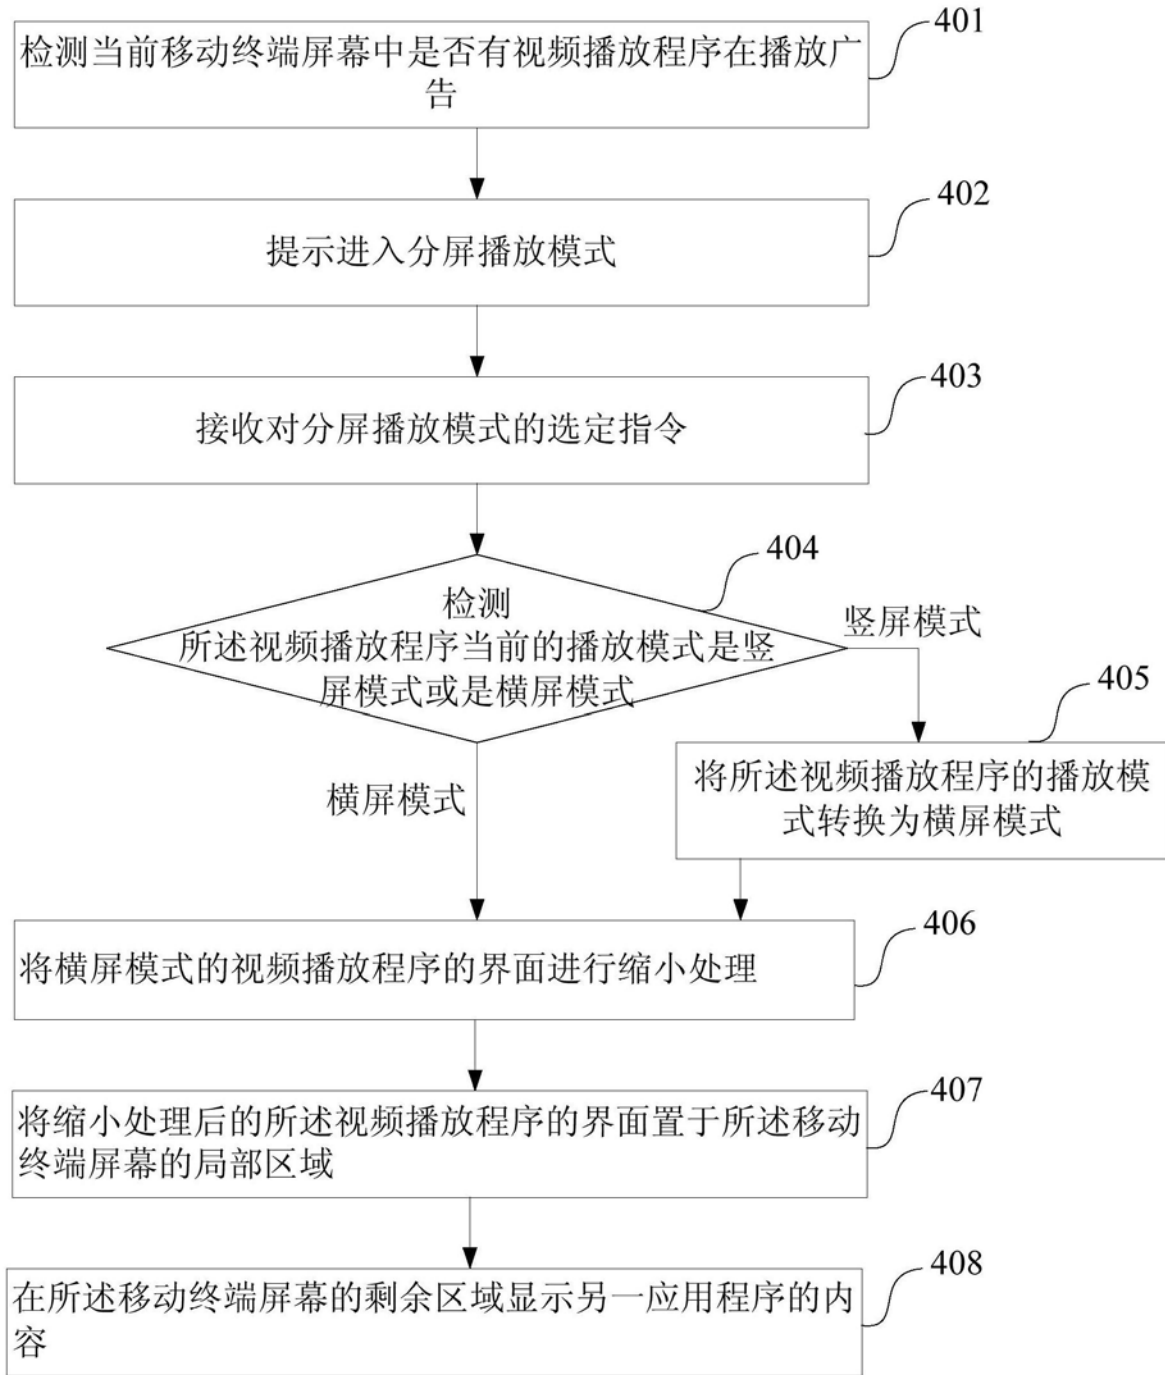 401
检测当前移动终端屏幕中是否有视频播放程序在播放广
告
402
提示进入分屏播放模式
403
接收对分屏播放模式的选定指令
404
检测
所述视频播放程序当前的播放模式是竖
屏模式或是横屏模式
竖屏模式
405
将所述视频播放程序的播放模
式转换为横屏模式
横屏模式
406
将横屏模式的视频播放程序的界面进行缩小处理
407
将缩小处理后的所述视频播放程序的界面置于所述移动
终端屏幕的局部区域
408
在所述移动终端屏幕的剩余区域显示另一应用程序的内
容